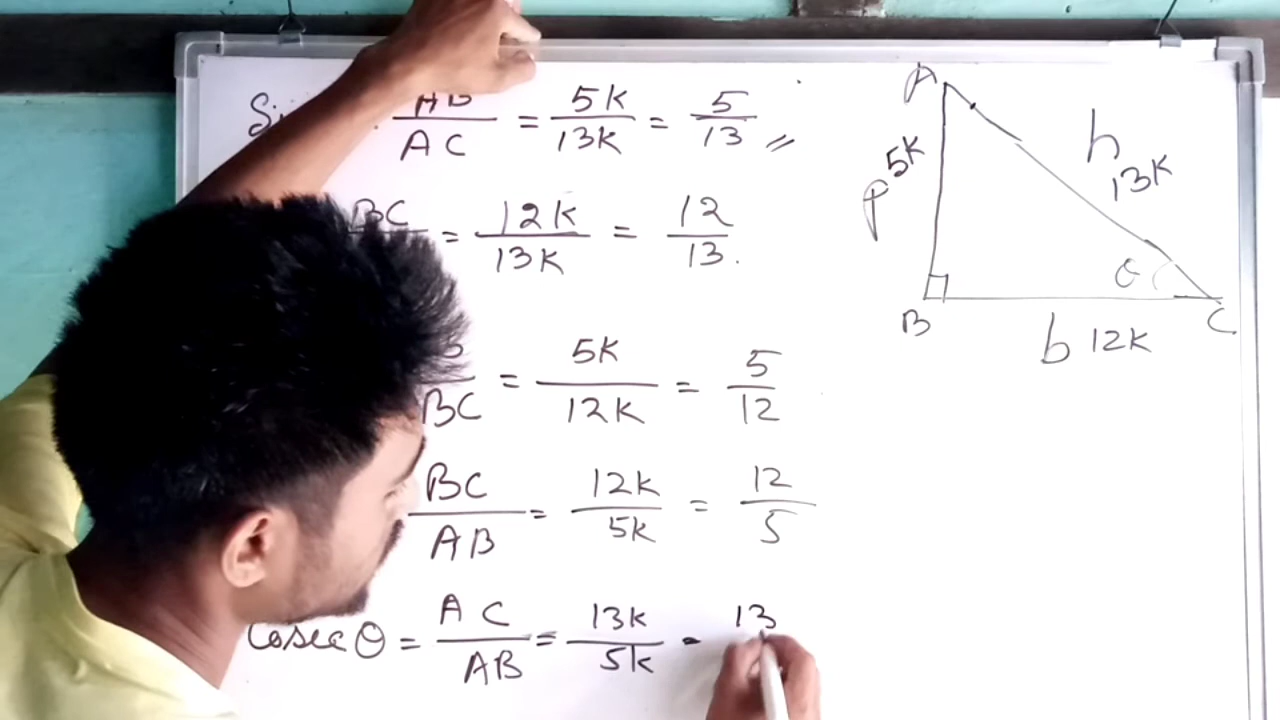 AB/AC = 5k/13k = 5/13 //
BC = 12k/13k = 12/13.
BC = 5k/12k = 5/12
BC/AB = 12k/5k = 12/5
Cosec θ = AC/AB = 13k/5k = 13
A
h
13k
5k
p
θ
B
C
b 12k